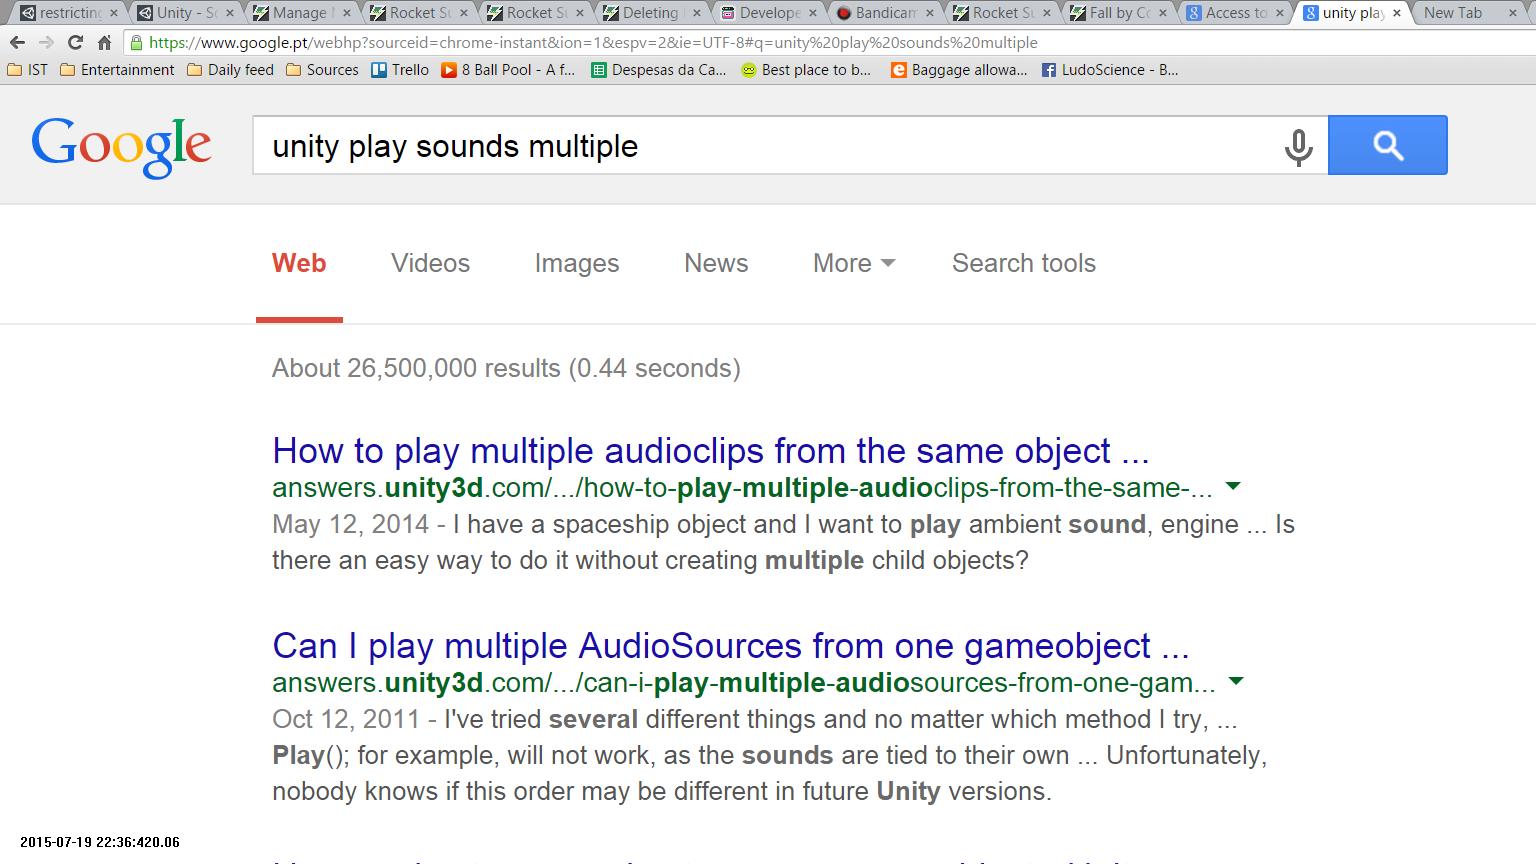 restricting
Unity - Sc
Manage
Rocket Su
Rocket Su
Deleting
Develope
Bandicam
Rocket Su
Fall by Co
Access to
unity play
New Tab
https://www.google.pt/webhp?sourceid=chrome-instant&ion=1&espv=2&ie=UTF-8#q=unity%20play%20sounds%20multiple
IST Entertainment Daily feed Sources Trello 8 Ball Pool - A f... Despesas da Ca... Best place to b... Baggage allowa... LudoScience - B...
Google unity play sounds multiple
Web Videos Images News More Search tools
About 26,500,000 results (0.44 seconds)
How to play multiple audioclips from the same object ...
answers.unity3d.com/.../how-to-play-multiple-audioclips-from-the-same-...
May 12, 2014 - I have a spaceship object and I want to play ambient sound, engine ... Is
there an easy way to do it without creating multiple child objects?
Can I play multiple AudioSources from one gameobject ...
answers.unity3d.com/.../can-i-play-multiple-audiosources-from-one-gam...
Oct 12, 2011 - I've tried several different things and no matter which method I try, ...
Play(); for example, will not work, as the sounds are tied to their own ... Unfortunately,
nobody knows if this order may be different in future Unity versions.
2015-07-19 22:36:420.06